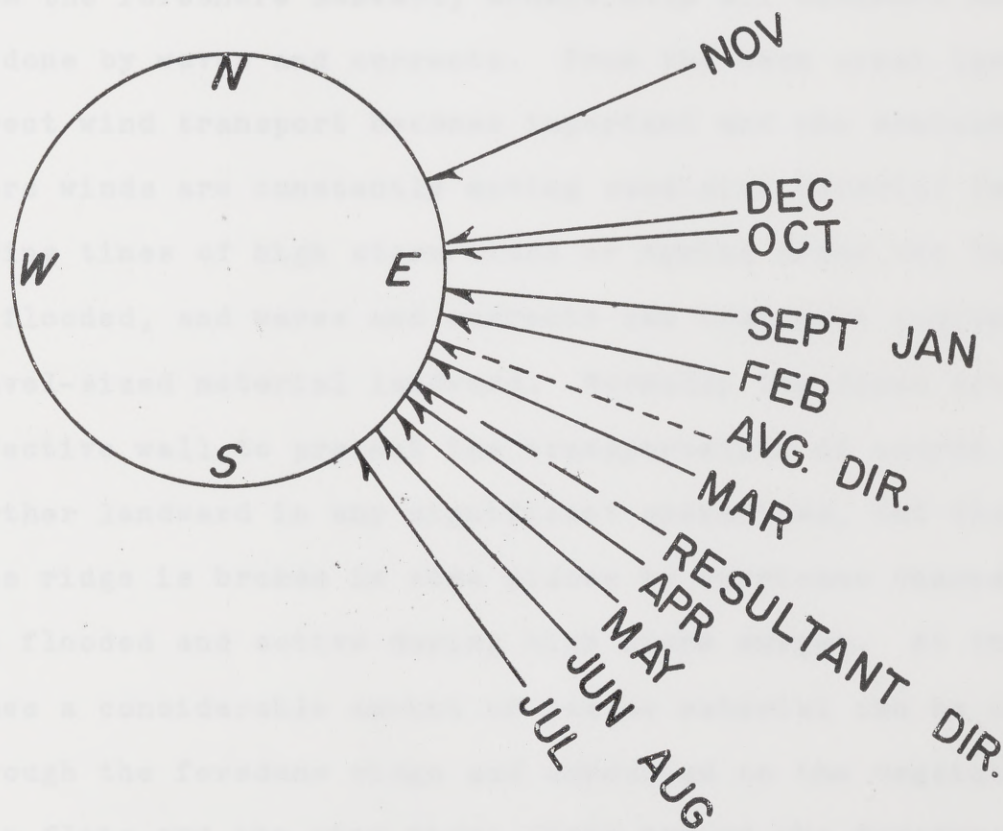 N
W
E
S
NOV
DEC
OCT
SEPT JAN
FEB
AVG. DIR.
MAR
RESULTANT DIR.
APR
MAY
JUN AUG
JUL